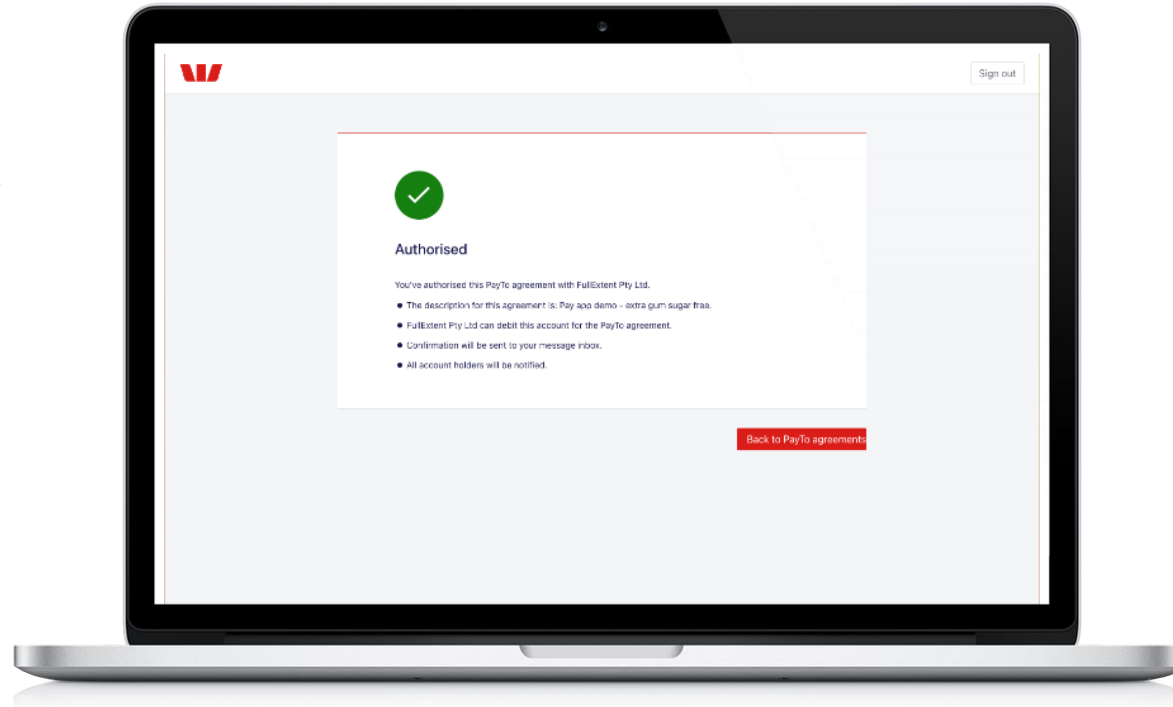 Sign out
Authorised
You've authorised this PayTo agreement with FullExtent Pty Ltd.
The description for this agreement is: Pay app demo - extra gum sugar free.
FullExtent Pty Ltd can debit this account for the PayTo agreement.
Confirmation will be sent to your message inbox.
All account holders will be notified.
Back to PayTo agreements